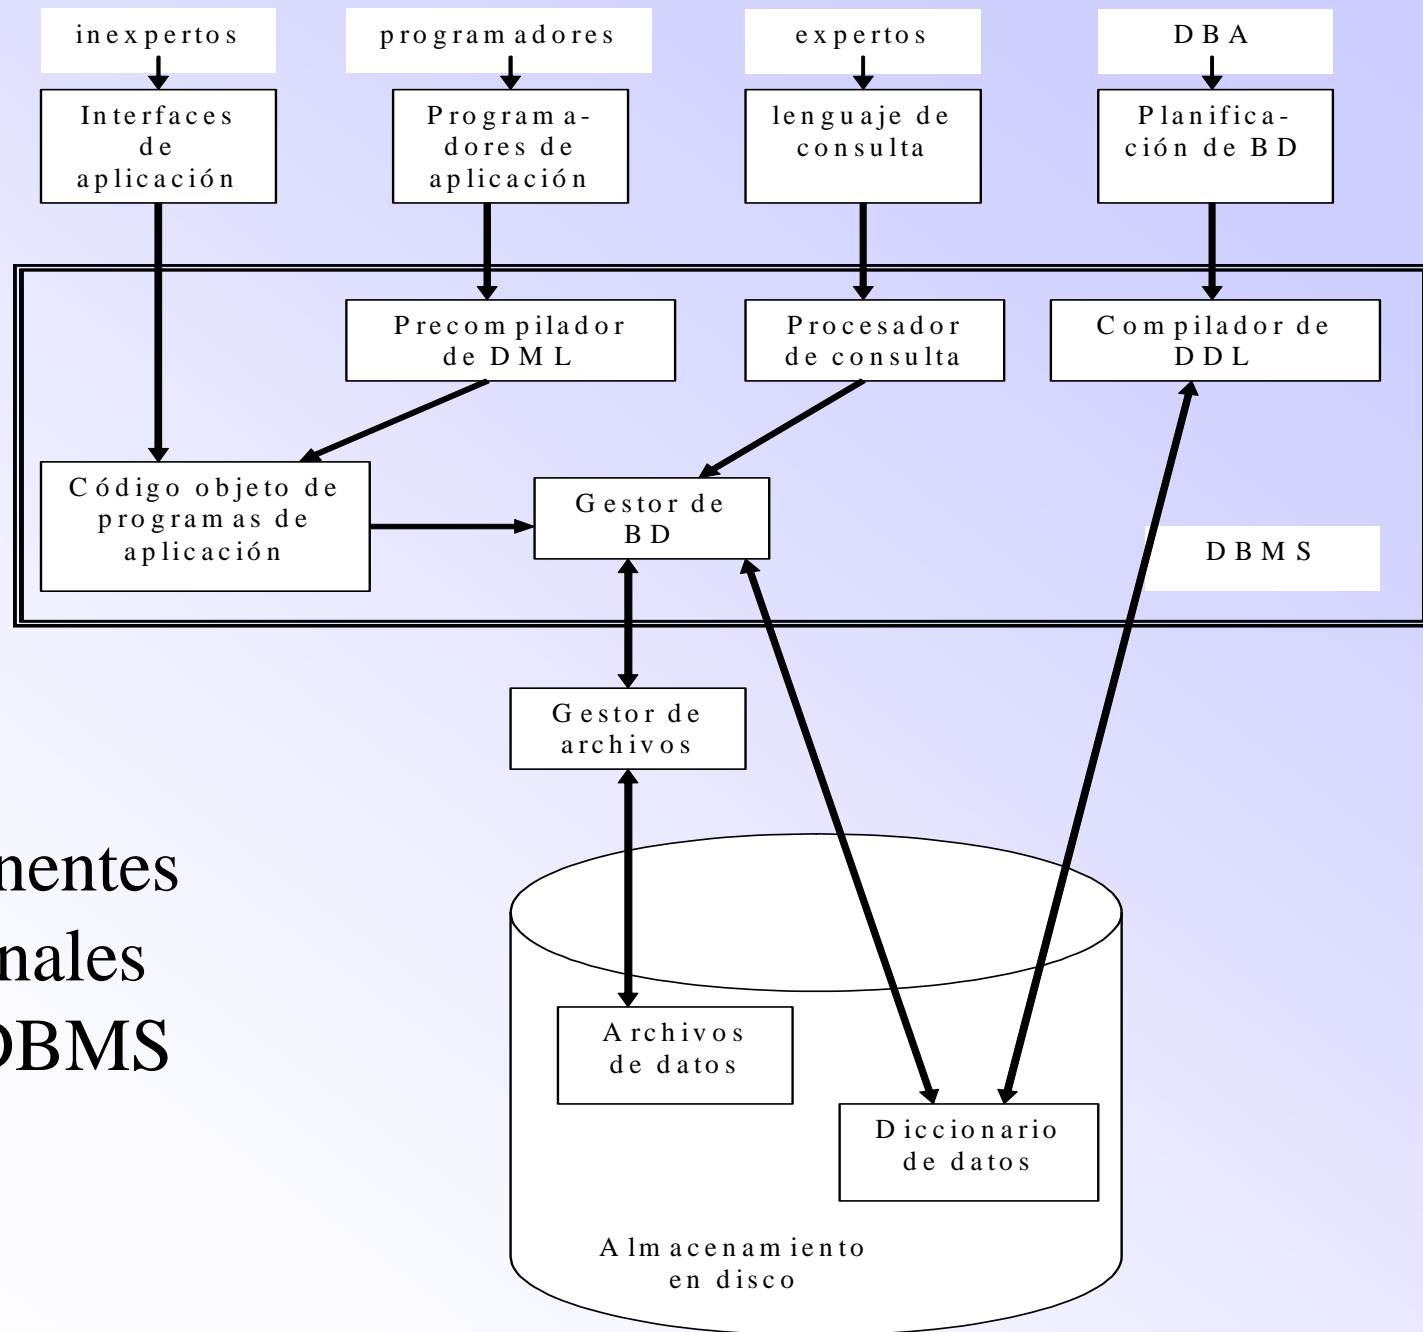 inexpertos
programadores
expertos
DBA
Interfaces
de
aplicación
Programa-
dores de
aplicación
lenguaje de
consulta
Planifica-
ción de BD
Precompilador
de DML
Procesador
de consulta
Compilador de
DDL
Código objeto de
programas de
aplicación
Gestor de
BD
DBMS
Gestor de
archivos
nentes
nales
DBMS
Archivos
de datos
Diccionario
de datos
Almacenamiento
en disco